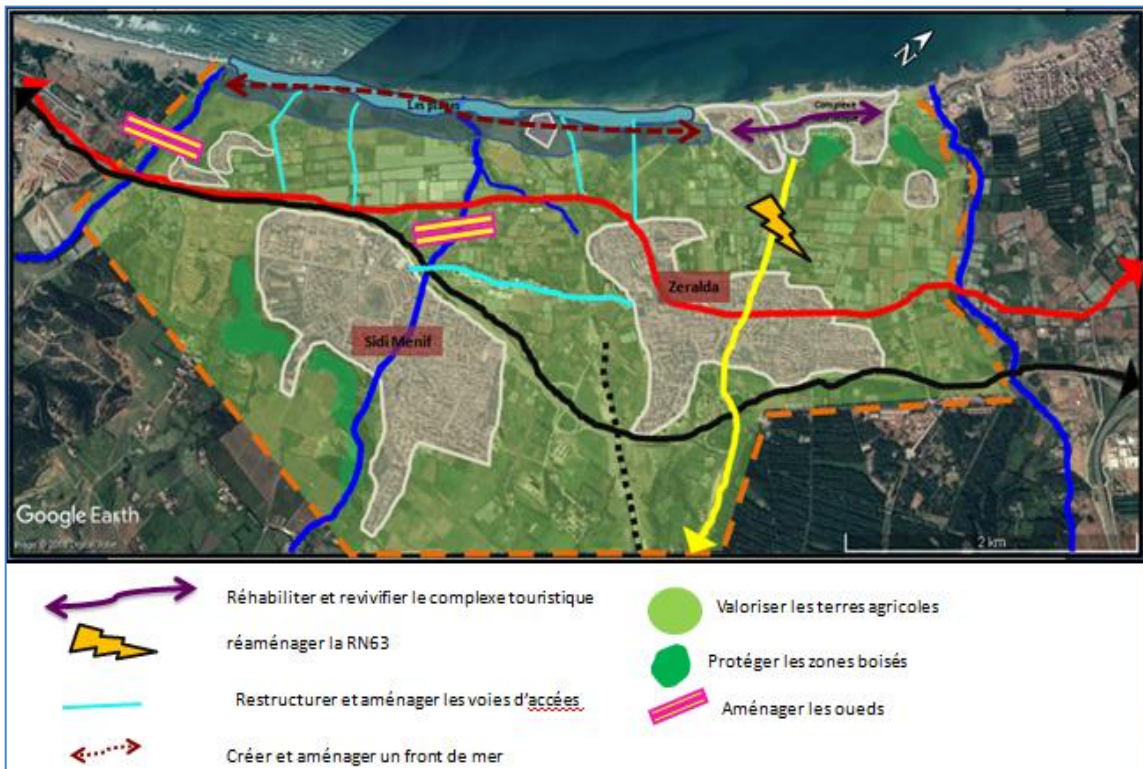 N
Les plages
Complexe
Zeralda
Sidi Menif
Google Earth
2 km
Réhabiliter et revivifier le complexe touristique
réaménager la RN63
Restructurer et aménager les voies d'accées
Créer et aménager un front de mer
Valoriser les terres agricoles
Protéger les zones boisés
Aménager les oueds